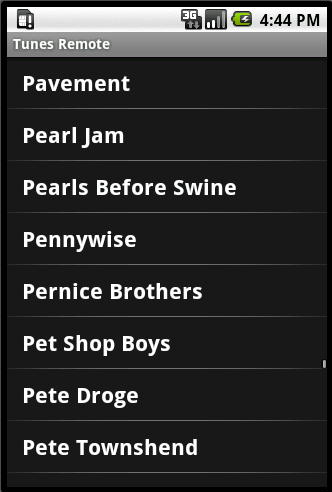 3G 4:44 PM
Tunes Remote
Pavement
Pearl Jam
Pearls Before Swine
Pennywise
Pernice Brothers
Pet Shop Boys
Pete Droge
Pete Townshend